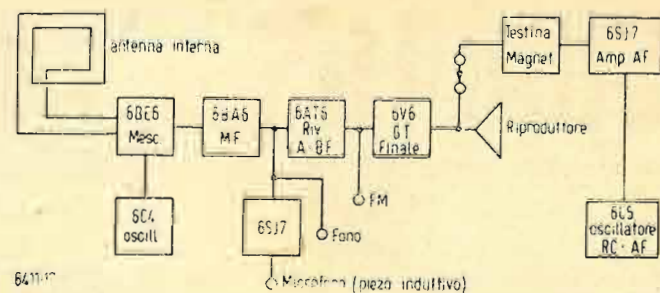 antenna interna
6BE6
Mesc.
6BA6
MF
6AT6
Riv
A-BF
6V6
GT
Finale
Testina
Magnet
6SJ7
Amp AF
Riproduttore
6C4
oscill
6SJ7
Fono
FM
oscillatore
RC-AF
Microfono (piezo induttivo)